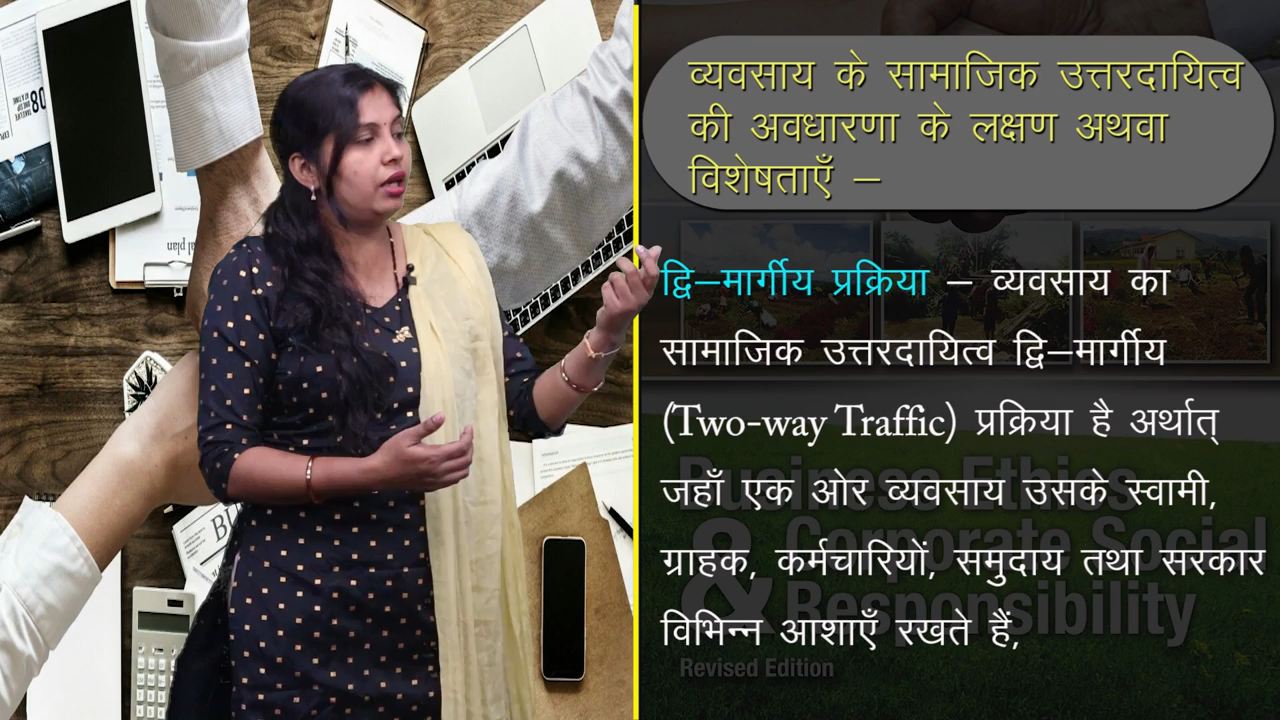 व्यवसाय के सामाजिक उत्तरदायित्व
की अवधारणा के लक्षण अथवा
विशेषताएँ –
द्वि–मार्गीय प्रक्रिया – व्यवसाय का
सामाजिक उत्तरदायित्व द्वि–मार्गीय
(Two-way Traffic) प्रक्रिया है अर्थात्
जहाँ एक ओर व्यवसाय उसके स्वामी,
ग्राहक, कर्मचारियों, समुदाय तथा सरकार
विभिन्न आशाएँ रखते हैं,
Business Ethics
& Corporate Social
Responsibility
Revised Edition